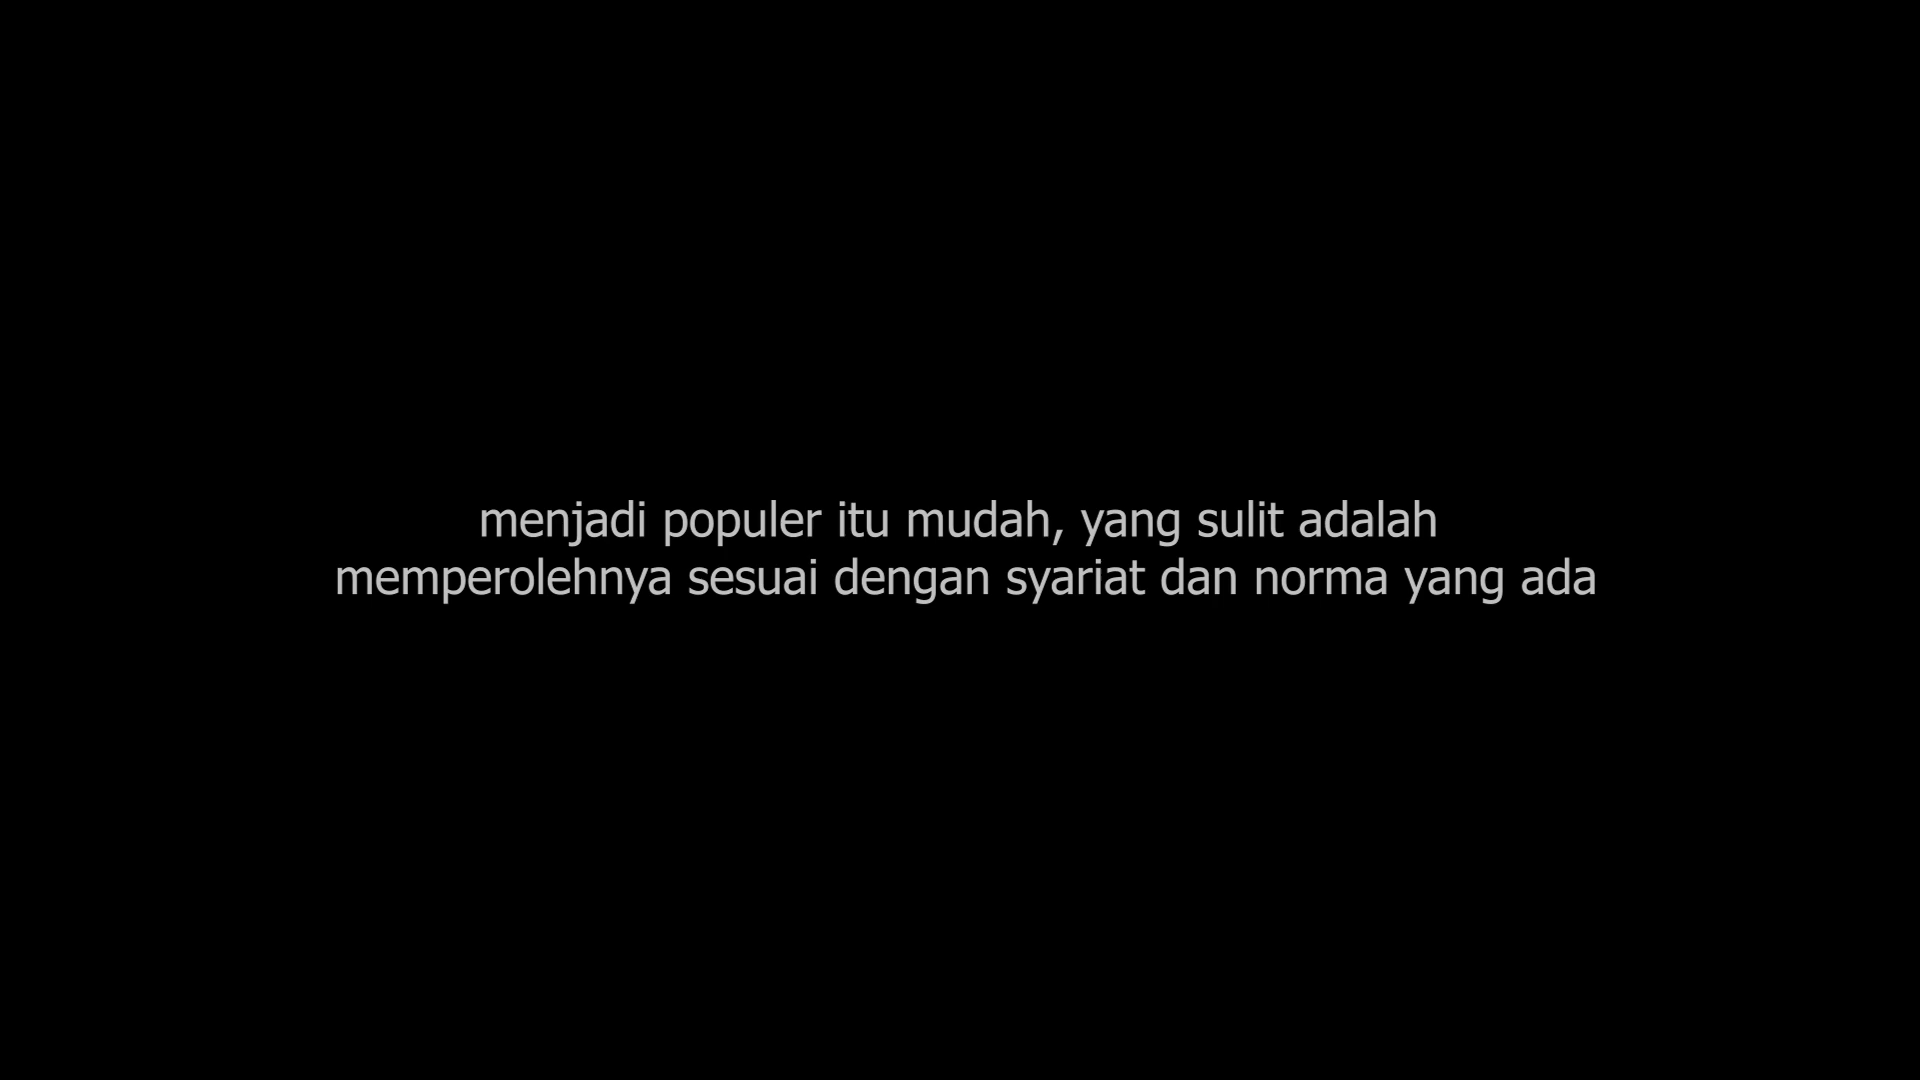 menjadi populer itu mudah, yang sulit adalah
memperolehnya sesuai dengan syariat dan norma yang ada